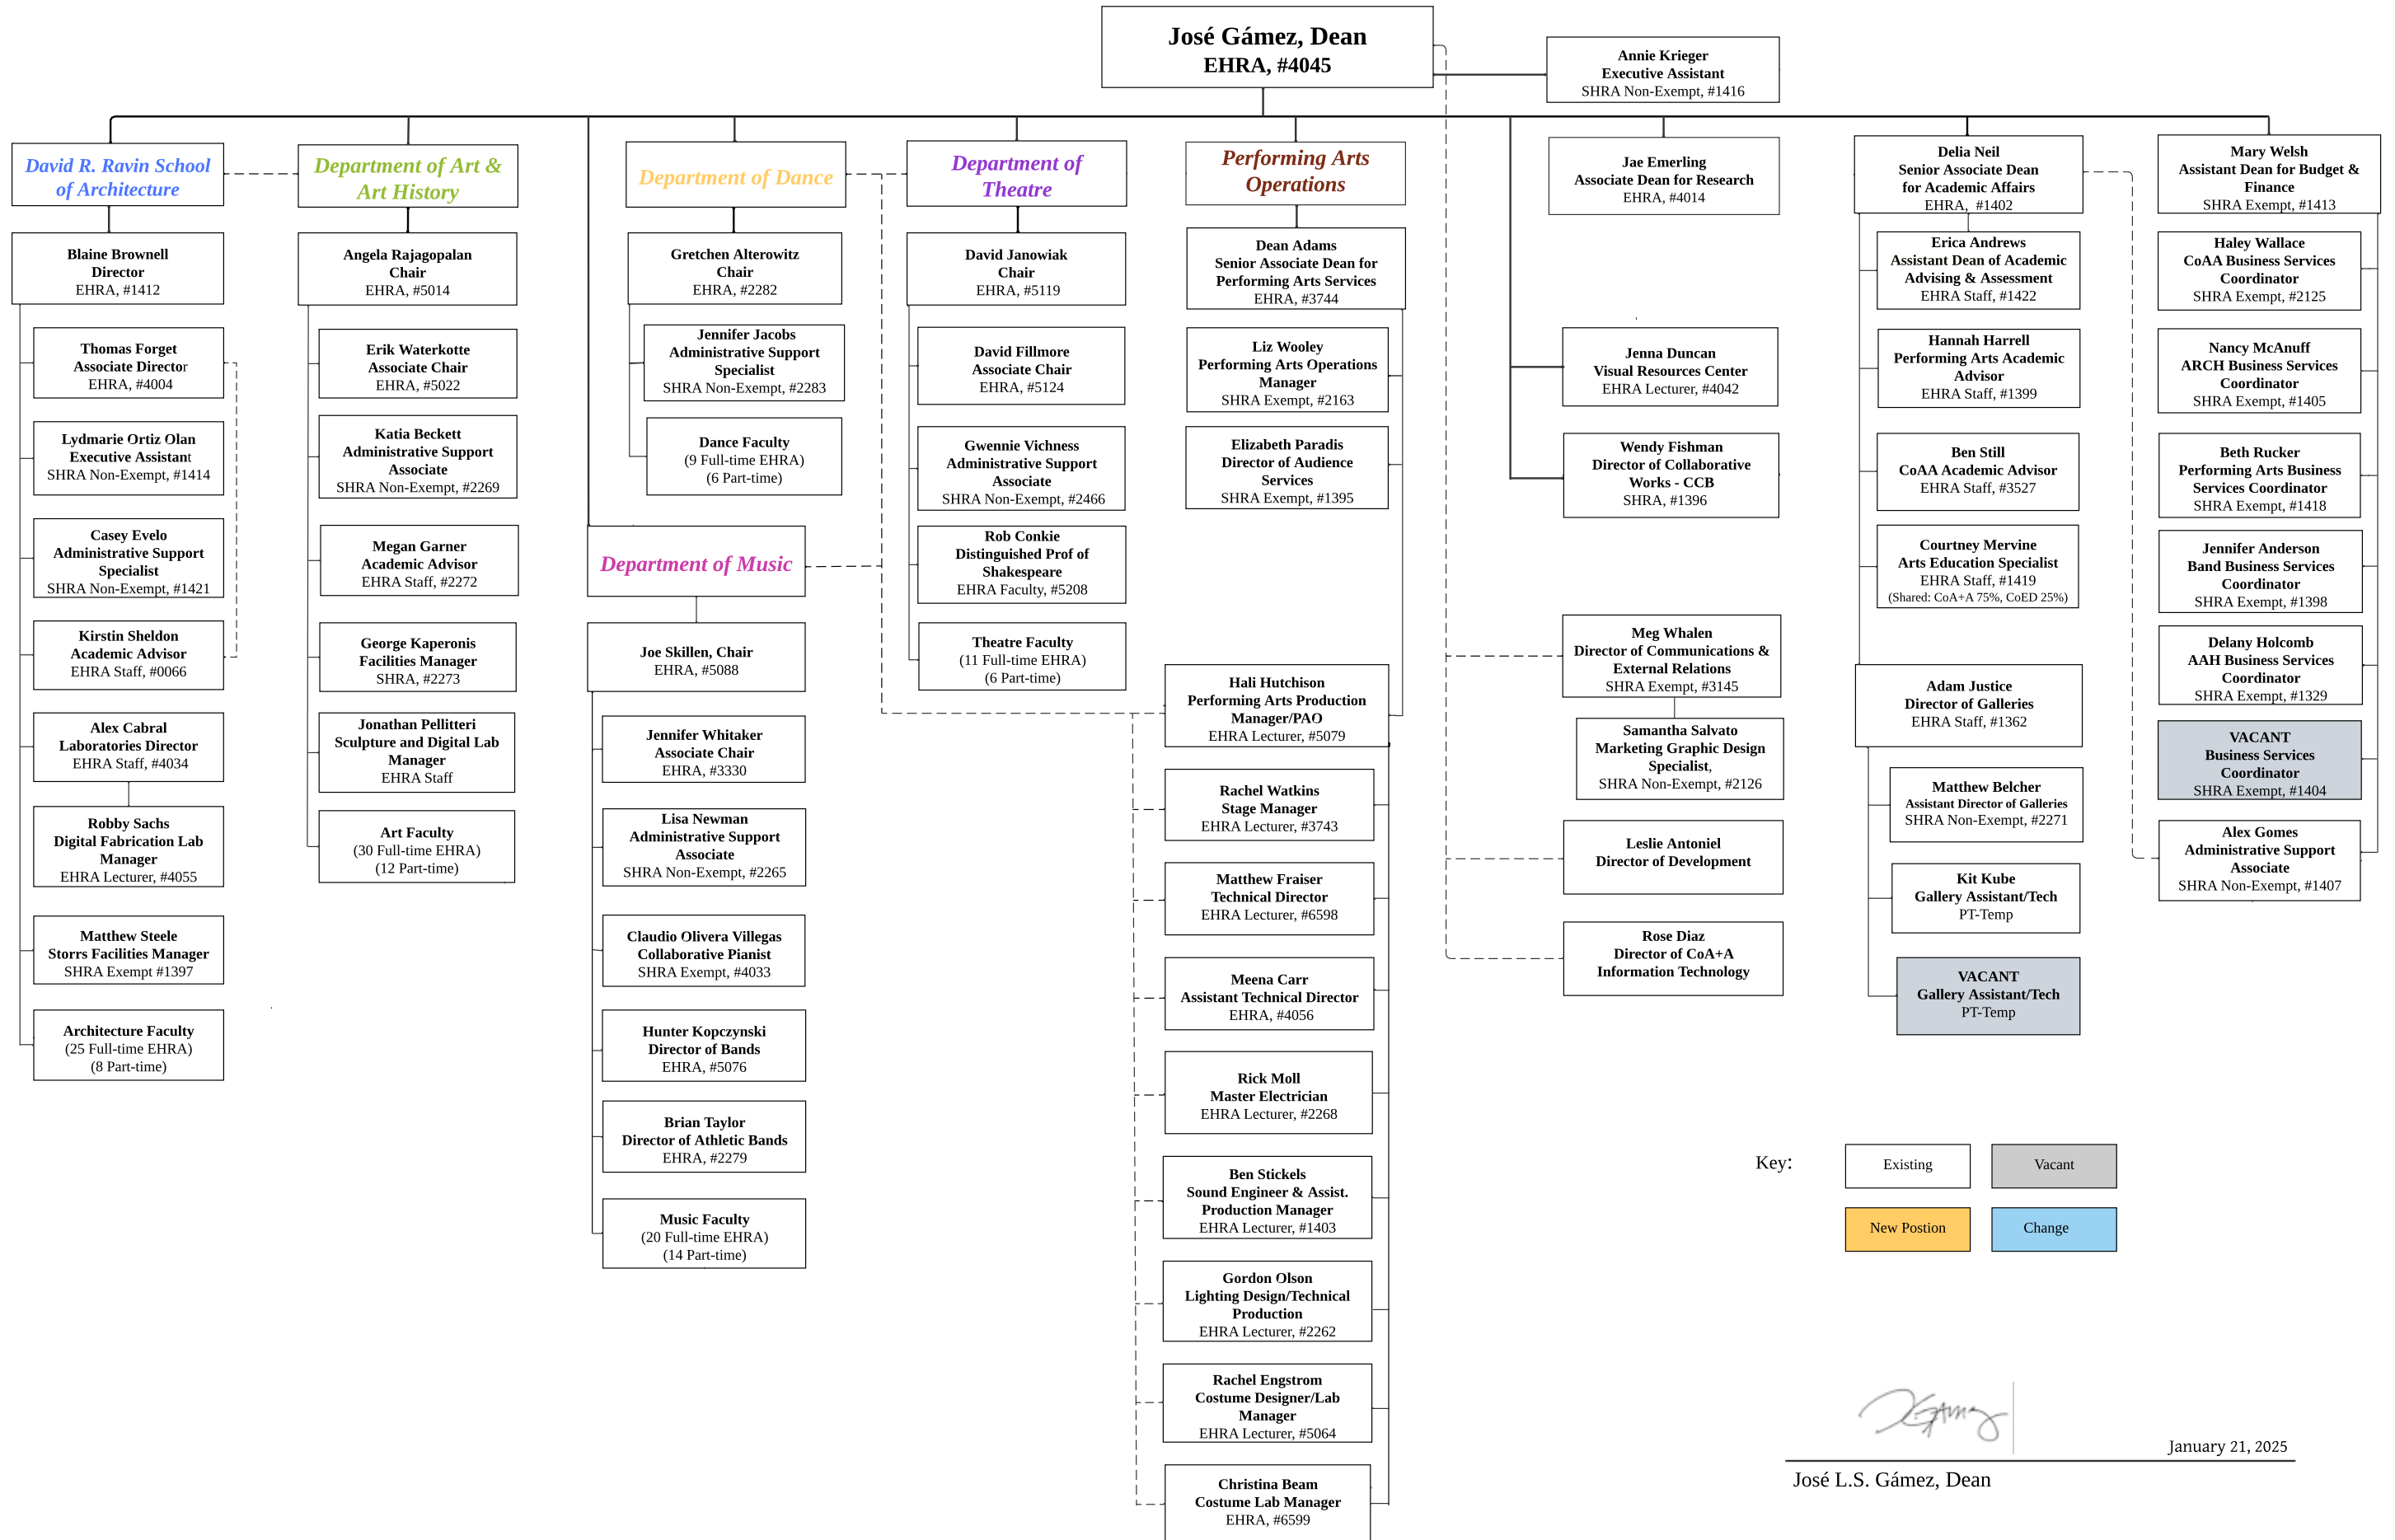 José Gámez, Dean
EHRA, #4045
Annie Krieger
Executive Assistant
SHRA Non-Exempt, #1416
David R. Ravin School
of Architecture
Blaine Brownell
Director
EHRA, #1412
Thomas Forget
Associate Director
EHRA, #4004
Lydmarie Ortiz Olan
Executive Assistant
SHRA Non-Exempt, #1414
Casey Evelo
Administrative Support
Specialist
SHRA Non-Exempt, #1421
Kirstin Sheldon
Academic Advisor
EHRA Staff, #0066
Alex Cabral
Laboratories Director
EHRA Staff, #4034
Robby Sachs
Digital Fabrication Lab
Manager
EHRA Lecturer, #4055
Matthew Steele
Storrs Facilities Manager
SHRA Exempt #1397
Architecture Faculty
(25 Full-time EHRA)
(8 Part-time)
Department of Art &
Art History
Angela Rajagopalan
Chair
EHRA, #5014
Erik Waterkotte
Associate Chair
EHRA, #5022
Katia Beckett
Administrative Support
Associate
SHRA Non-Exempt, #2269
Megan Garner
Academic Advisor
EHRA Staff, #2272
George Kaperonis
Facilities Manager
SHRA, #2273
Jonathan Pellitteri
Sculpture and Digital Lab
Manager
EHRA Staff
Art Faculty
(30 Full-time EHRA)
(12 Part-time)
Department of Dance
Gretchen Alterowitz
Chair
EHRA, #2282
Jennifer Jacobs
Administrative Support
Specialist
SHRA Non-Exempt, #2283
Dance Faculty
(9 Full-time EHRA)
(6 Part-time)
Department of Music
Joe Skillen, Chair
EHRA, #5088
Jennifer Whitaker
Associate Chair
EHRA, #3330
Lisa Newman
Administrative Support
Associate
SHRA Non-Exempt, #2265
Claudio Olivera Villegas
Collaborative Pianist
SHRA Exempt, #4033
Hunter Kopczynski
Director of Bands
EHRA, #5076
Brian Taylor
Director of Athletic Bands
EHRA, #2279
Music Faculty
(20 Full-time EHRA)
(14 Part-time)
Department of
Theatre
David Janowiak
Chair
EHRA, #5119
David Fillmore
Associate Chair
EHRA, #5124
Gwennie Vichness
Administrative Support
Associate
SHRA Non-Exempt, #2466
Rob Conkie
Distinguished Prof of
Shakespeare
EHRA Faculty, #5208
Theatre Faculty
(11 Full-time EHRA)
(6 Part-time)
Performing Arts
Operations
Dean Adams
Senior Associate Dean for
Performing Arts Services
EHRA, #3744
Liz Wooley
Performing Arts Operations
Manager
SHRA Exempt, #2163
Elizabeth Paradis
Director of Audience
Services
SHRA Exempt, #1395
Hali Hutchison
Performing Arts Production
Manager/PAO
EHRA Lecturer, #5079
Rachel Watkins
Stage Manager
EHRA Lecturer, #3743
Matthew Fraiser
Technical Director
EHRA Lecturer, #6598
Meena Carr
Assistant Technical Director
EHRA, #4056
Rick Moll
Master Electrician
EHRA Lecturer, #2268
Ben Stickels
Sound Engineer & Assist.
Production Manager
EHRA Lecturer, #1403
Gordon Olson
Lighting Design/Technical
Production
EHRA Lecturer, #2262
Rachel Engstrom
Costume Designer/Lab
Manager
EHRA Lecturer, #5064
Christina Beam
Costume Lab Manager
EHRA, #6599
Jae Emerling
Associate Dean for Research
EHRA, #4014
Jenna Duncan
Visual Resources Center
EHRA Lecturer, #4042
Wendy Fishman
Director of Collaborative
Works - CCB
SHRA, #1396
Meg Whalen
Director of Communications &
External Relations
SHRA Exempt, #3145
Samantha Salvato
Marketing Graphic Design
Specialist,
SHRA Non-Exempt, #2126
Leslie Antoniel
Director of Development
Rose Diaz
Director of CoA+A
Information Technology
Delia Neil
Senior Associate Dean
for Academic Affairs
EHRA, #1402
Erica Andrews
Assistant Dean of Academic
Advising & Assessment
EHRA Staff, #1422
Hannah Harrell
Performing Arts Academic
Advisor
EHRA Staff, #1399
Ben Still
CoAA Academic Advisor
EHRA Staff, #3527
Courtney Mervine
Arts Education Specialist
EHRA Staff, #1419
(Shared: CoA+A 75%, CoED 25%)
Adam Justice
Director of Galleries
EHRA Staff, #1362
Matthew Belcher
Assistant Director of Galleries
SHRA Non-Exempt, #2271
Kit Kube
Gallery Assistant/Tech
PT-Temp
VACANT
Gallery Assistant/Tech
PT-Temp
Mary Welsh
Assistant Dean for Budget &
Finance
SHRA Exempt, #1413
Haley Wallace
CoAA Business Services
Coordinator
SHRA Exempt, #2125
Nancy McAnuff
ARCH Business Services
Coordinator
SHRA Exempt, #1405
Beth Rucker
Performing Arts Business
Services Coordinator
SHRA Exempt, #1418
Jennifer Anderson
Band Business Services
Coordinator
SHRA Exempt, #1398
Delany Holcomb
AAH Business Services
Coordinator
SHRA Exempt, #1329
VACANT
Business Services
Coordinator
SHRA Exempt, #1404
Alex Gomes
Administrative Support
Associate
SHRA Non-Exempt, #1407
Key:
Existing
Vacant
New Postion
Change
January 21, 2025
José L.S. Gámez, Dean